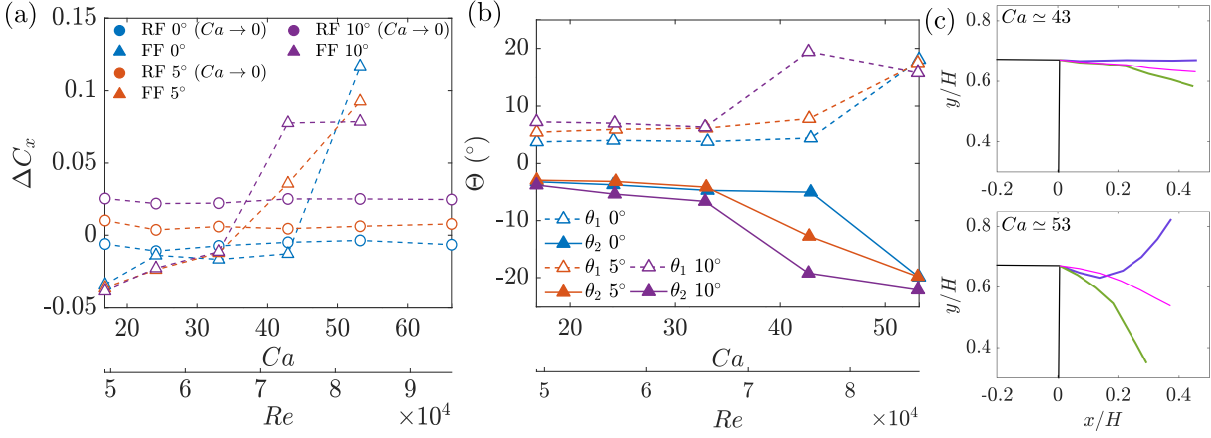 (a)
0.15
0.1
0.05
0
-0.05
ΔC_x
RF 0° (Ca → 0)
FF 0°
RF 5° (Ca → 0)
FF 5°
RF 10° (Ca → 0)
FF 10°
20 30 40 50 60
Ca
5 6 7 8 9
Re ×10^4
(b)
20
10
0
-10
-20
Θ (°)
θ_1 0°
θ_2 0°
θ_1 5° θ_1 10°
θ_2 5° θ_2 10°
20 30 40 50
Ca
5 6 7 8
Re ×10^4
(c)
Ca ≃ 43
0.8
0.6
0.4
y/H
-0.2 0 0.2 0.4
Ca ≃ 53
0.8
0.6
0.4
y/H
-0.2 0 0.2 0.4
x/H